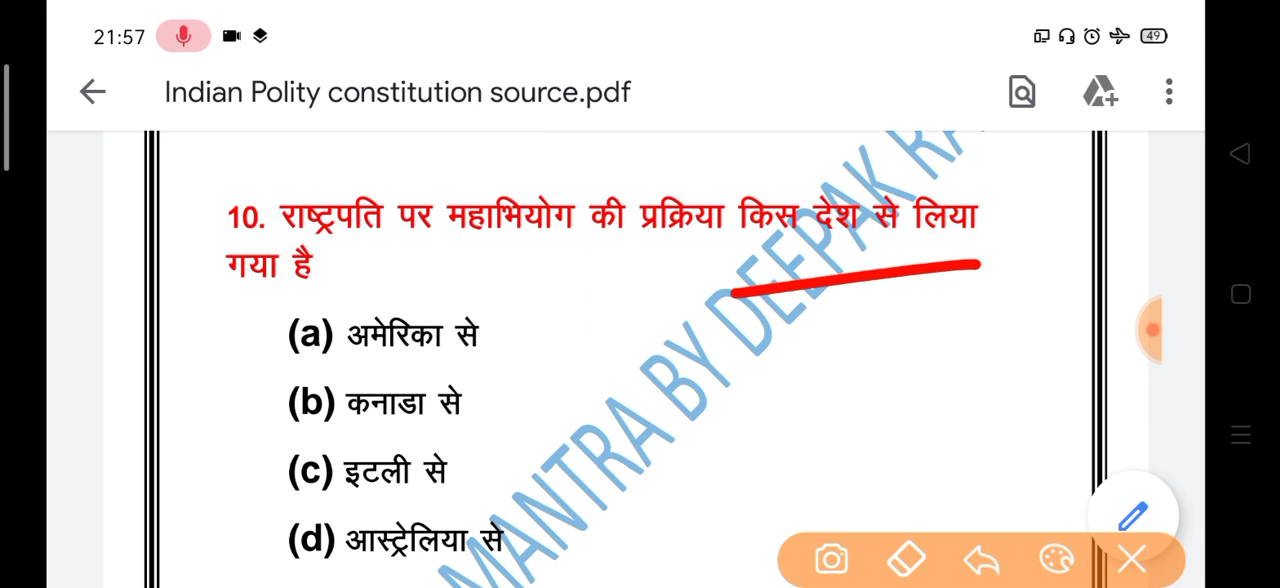 21:57
49
Indian Polity constitution source.pdf
10. राष्ट्रपति पर महाभियोग की प्रक्रिया किस देश से लिया
गया है
(a) अमेरिका से
(b) कनाडा से
(c) इटली से
(d) आस्ट्रेलिया से
MANTRA BY DEEPAK